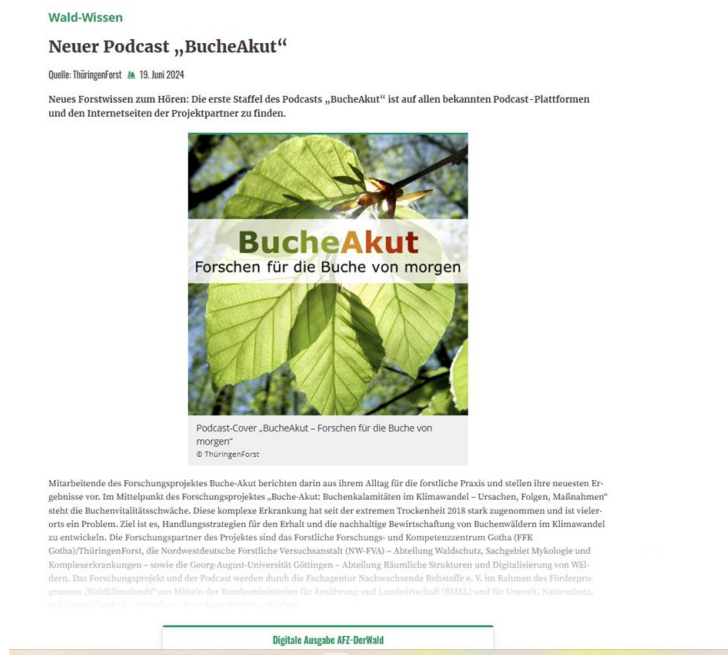 Wald-Wissen
Neuer Podcast „BucheAkut“
Quelle: ThüringenForst 19. Juni 2024
Neues Forstwissen zum Hören: Die erste Staffel des Podcasts „BucheAkut“ ist auf allen bekannten Podcast-Plattformen
und den Internetseiten der Projektpartner zu finden.
BucheAkut
Forschen für die Buche von morgen
Podcast-Cover „BucheAkut – Forschen für die Buche von
morgen“
© ThüringenForst
Mitarbeitende des Forschungsprojektes Buche-Akut berichten darin aus ihrem Alltag für die forstliche Praxis und stellen ihre neuesten Er-
gebnisse vor. Im Mittelpunkt des Forschungsprojektes „Buche-Akut: Buchenkalamitäten im Klimawandel – Ursachen, Folgen, Maßnahmen“
steht die Buchenvitalitätsschwäche. Diese komplexe Erkrankung hat seit der extremen Trockenheit 2018 stark zugenommen und ist vieler-
orts ein Problem. Ziel ist es, Handlungsstrategien für den Erhalt und die nachhaltige Bewirtschaftung von Buchenwäldern im Klimawandel
zu entwickeln. Die Forschungspartner des Projektes sind das Forstliche Forschungs- und Kompetenzzentrum Gotha (FFK
Gotha)/ThüringenForst, die Nordwestdeutsche Forstliche Versuchsanstalt (NW-FVA) – Abteilung Waldschutz, Sachgebiet Mykologie und
Komplexerkrankungen – sowie die Georg-August-Universität Göttingen – Abteilung Räumliche Strukturen und Digitalisierung von Wäl-
dern. Das Forschungsprojekt und der Podcast werden durch die Fachagentur Nachwachsende Rohstoffe e. V. im Rahmen des Förderpro-
gramms „Waldklimafonds“ aus Mitteln der Bundesministerien für Ernährung und Landwirtschaft (BMEL) und für Umwelt, Naturschutz,
Digitale Ausgabe AFZ-DerWald